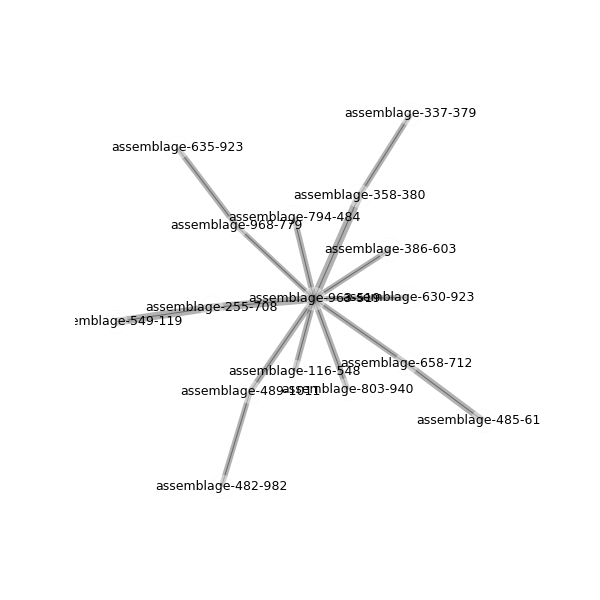 assemblage-337-379
assemblage-635-923
assemblage-358-380
assemblage-794-484
assemblage-968-779
assemblage-386-603
assemblage-963-519
assemblage-630-923
assemblage-255-708
emblage-549-119
assemblage-658-712
assemblage-116-548
assemblage-803-940
assemblage-489-1011
assemblage-485-61
assemblage-482-982